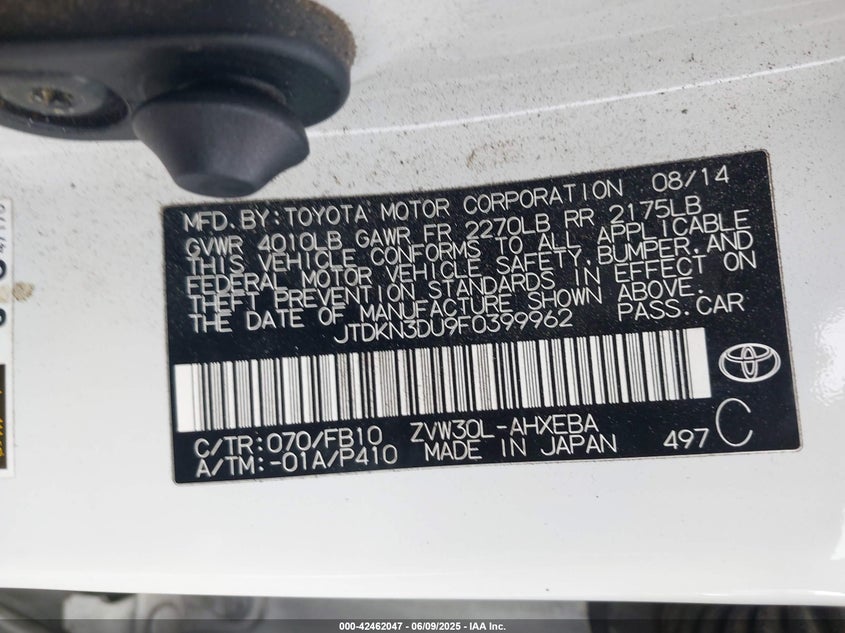 MFD. BY: TOYOTA MOTOR CORPORATION 08/14
GVWR 4010LB GAWR FR 2270LB RR 2175LB
THIS VEHICLE CONFORMS TO ALL APPLICABLE
FEDERAL MOTOR VEHICLE SAFETY, BUMPER, AND
THEFT PREVENTION STANDARDS IN EFFECT ON
THE DATE OF MANUFACTURE SHOWN ABOVE.
JTDKN3DU9F0399962 PASS.CAR
C/TR: 070/FB10 ZVW30L-AHXEBA
A/TM: -01A/P410 MADE IN JAPAN 497 C
000-42462047 - 06/09/2025 - IAA Inc.